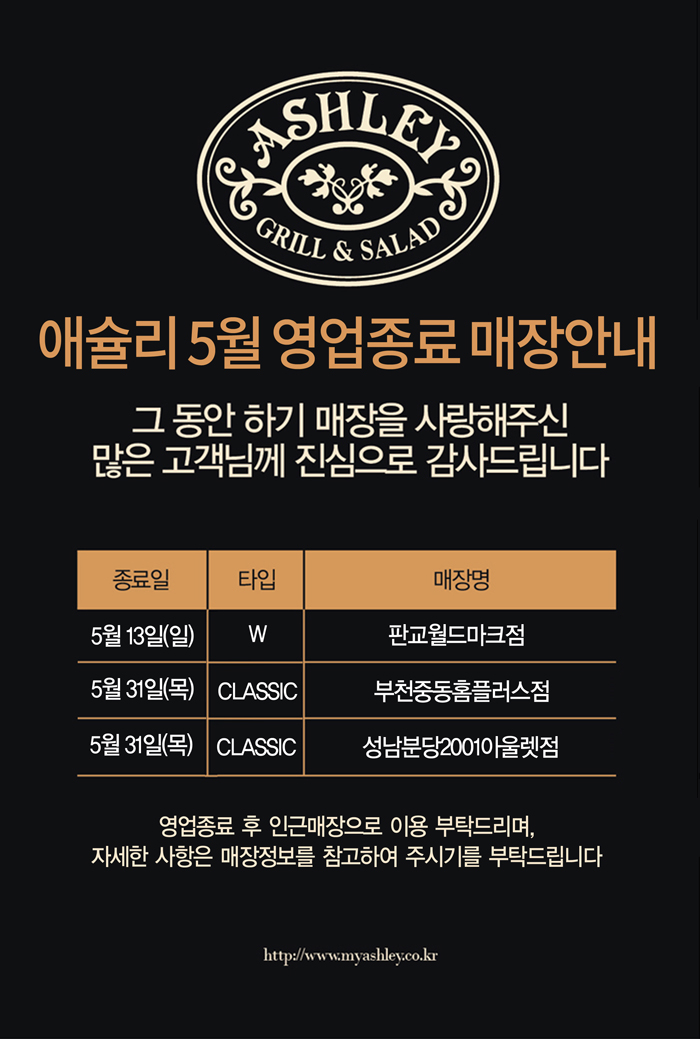 ASHLEY
GRILL & SALAD
애슐리 5월 영업종료 매장안내
그 동안 하기 매장을 사랑해주신
많은 고객님께 진심으로 감사드립니다
종료일 타입 매장명
5월 13일(일) W 판교월드마크점
5월 31일(목) CLASSIC 부천중동홈플러스점
5월 31일(목) CLASSIC 성남분당2001아울렛점
영업종료 후 인근매장으로 이용 부탁드리며,
자세한 사항은 매장정보를 참고하여 주시기를 부탁드립니다
http://www.myashley.co.kr